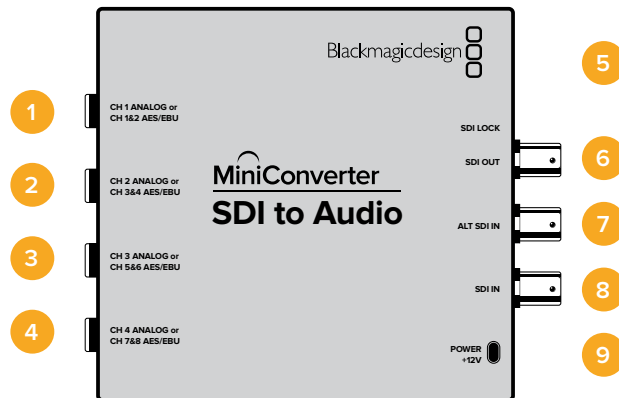 Blackmagicdesign
5
1
CH 1 ANALOG or
CH 1&2 AES/EBU
SDI LOCK
SDI OUT
6
2
CH 2 ANALOG or
CH 3&4 AES/EBU
MiniConverter
SDI to Audio
ALT SDI IN
7
3
CH 3 ANALOG or
CH 5&6 AES/EBU
SDI IN
8
4
CH 4 ANALOG or
CH 7&8 AES/EBU
POWER
+12V
9